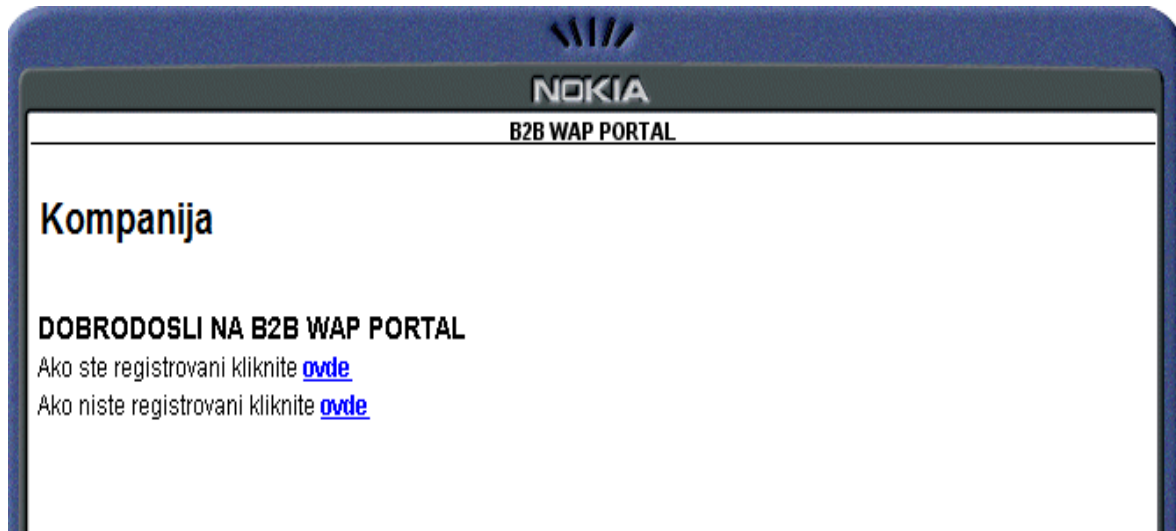 NOKIA
B2B WAP PORTAL
Kompanija
DOBRODOSLI NA B2B WAP PORTAL
Ako ste registrovani kliknite ovde
Ako niste registrovani kliknite ovde